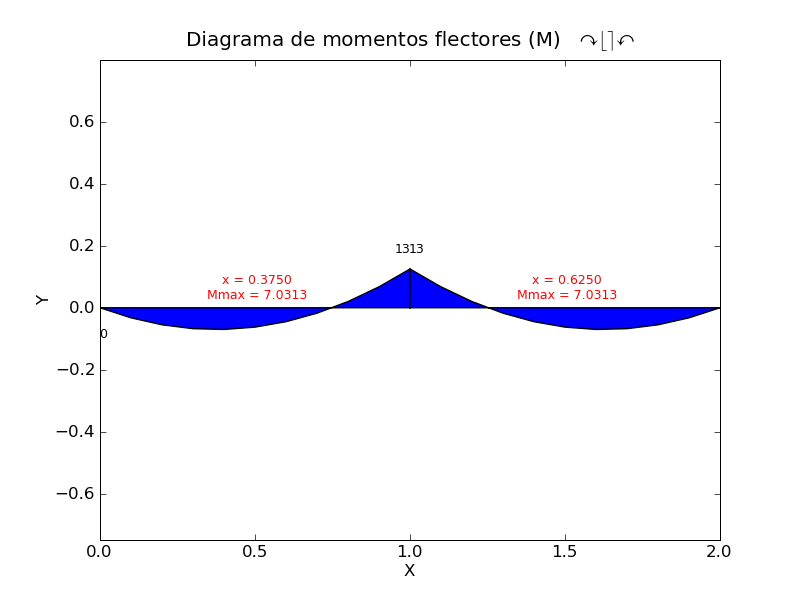 Diagrama de momentos flectores (M) ↷⌊⌉↶
0.6
0.4
0.2
0.0
−0.2
−0.4
−0.6
Y
1313
x = 0.3750
Mmax = 7.0313
x = 0.6250
Mmax = 7.0313
0
0.0 0.5 1.0 1.5 2.0
X